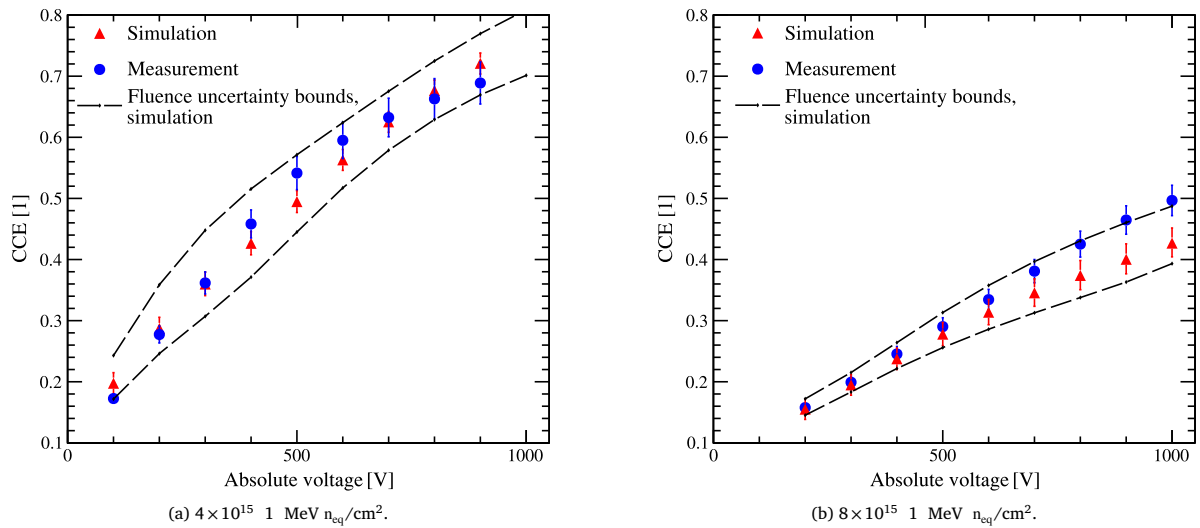 0.8
0.7
0.6
0.5
0.4
0.3
0.2
0.1
CCE [1]
Simulation
Measurement
Fluence uncertainty bounds,
simulation
0
500
1000
Absolute voltage [V]
(a) 4×10¹⁵ 1 MeV nₑq/cm².
0.8
0.7
0.6
0.5
0.4
0.3
0.2
0.1
CCE [1]
Simulation
Measurement
Fluence uncertainty bounds,
simulation
0
500
1000
Absolute voltage [V]
(b) 8×10¹⁵ 1 MeV nₑq/cm².